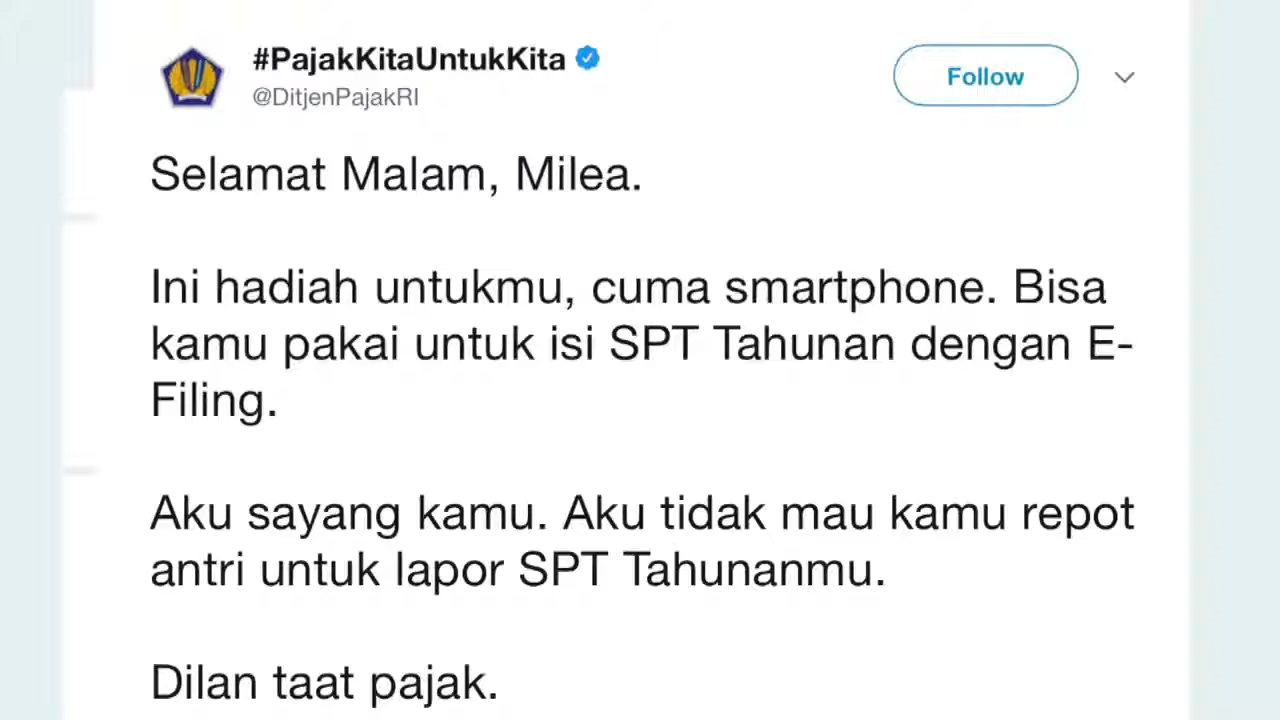 #PajakKitaUntukKita
@DitjenPajakRI
Follow
Selamat Malam, Milea.
Ini hadiah untukmu, cuma smartphone. Bisa
kamu pakai untuk isi SPT Tahunan dengan E-
Filing.
Aku sayang kamu. Aku tidak mau kamu repot
antri untuk lapor SPT Tahunanmu.
Dilan taat pajak.